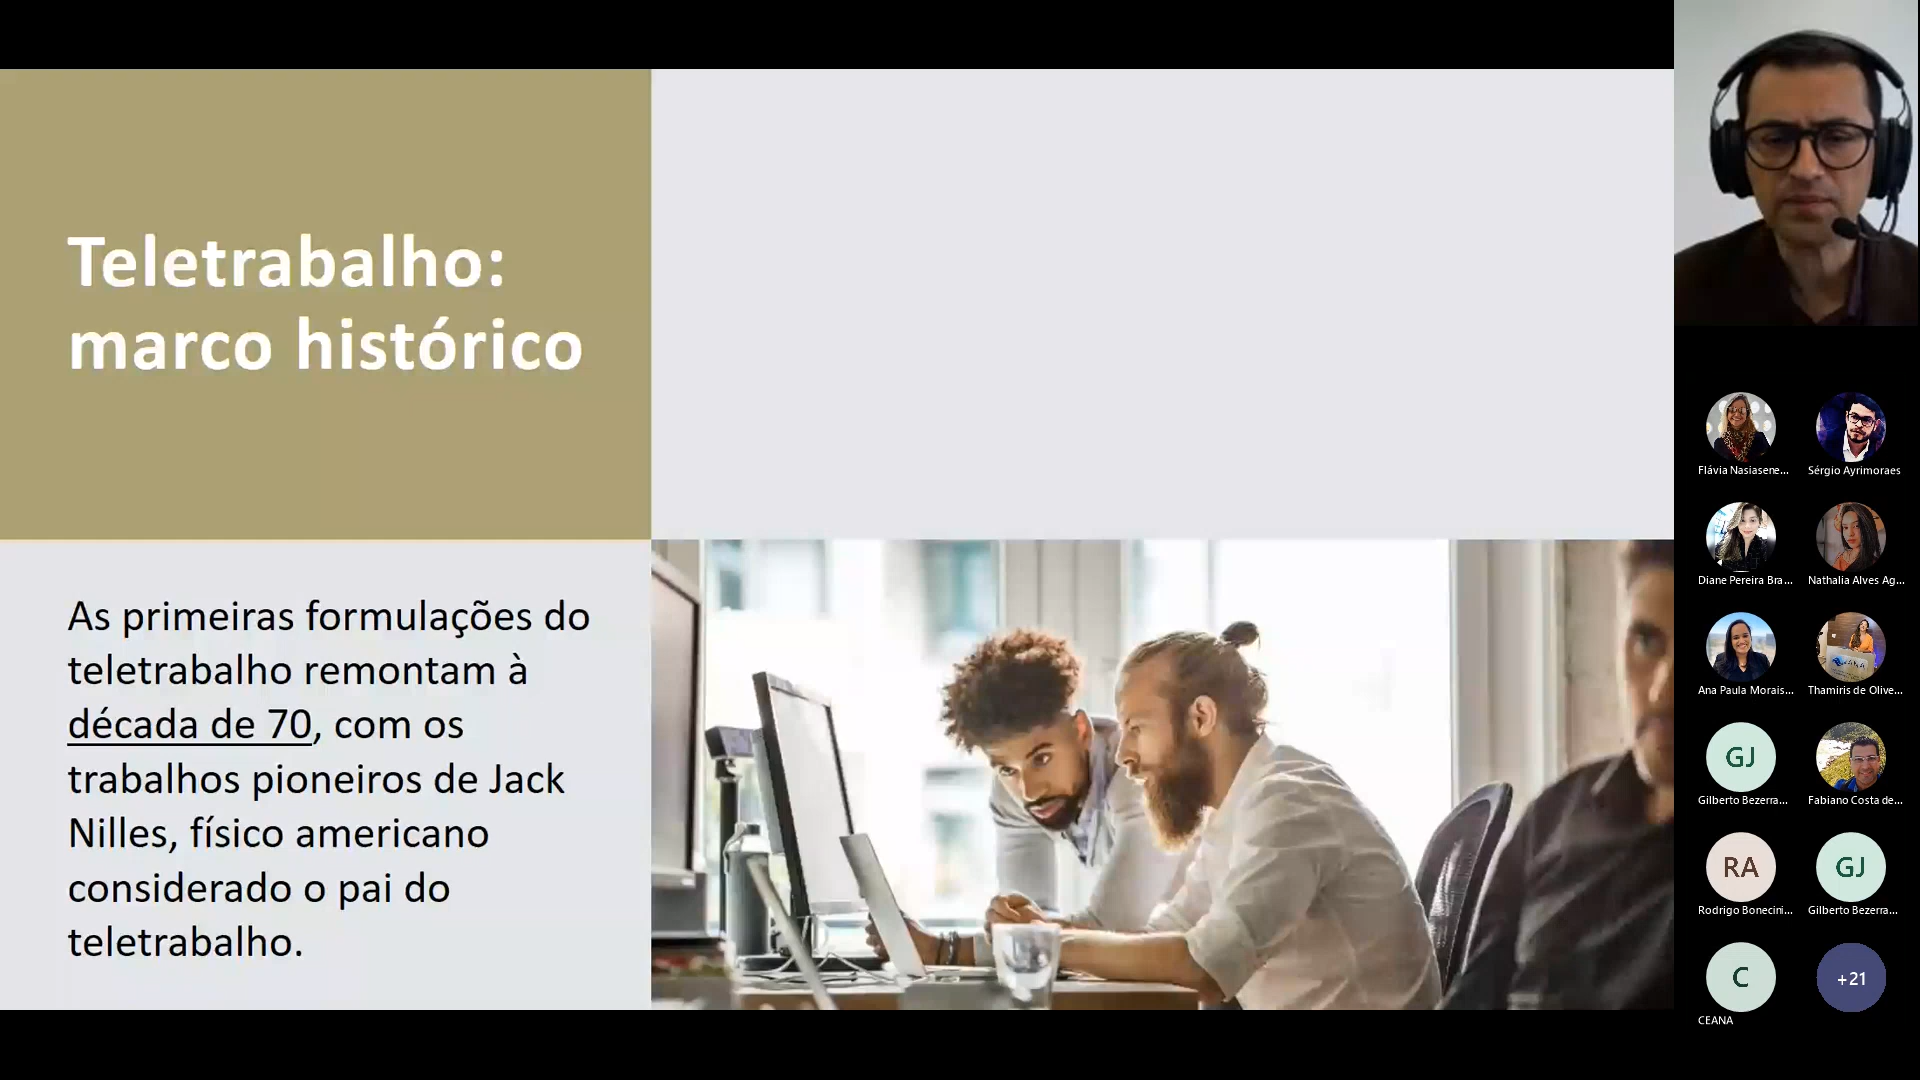 Teletrabalho:
marco histórico
As primeiras formulações do
teletrabalho remontam à
década de 70, com os
trabalhos pioneiros de Jack
Nilles, físico americano
considerado o pai do
teletrabalho.
Flávia Nasiasene...
Sérgio Ayrimoraes
Diane Pereira Bra...
Nathalia Alves Ag...
Ana Paula Morais...
Thamiris de Olive...
GJ
Gilberto Bezerra...
Fabiano Costa de...
RA
Rodrigo Bonecini...
GJ
Gilberto Bezerra...
C
CEANA
+21